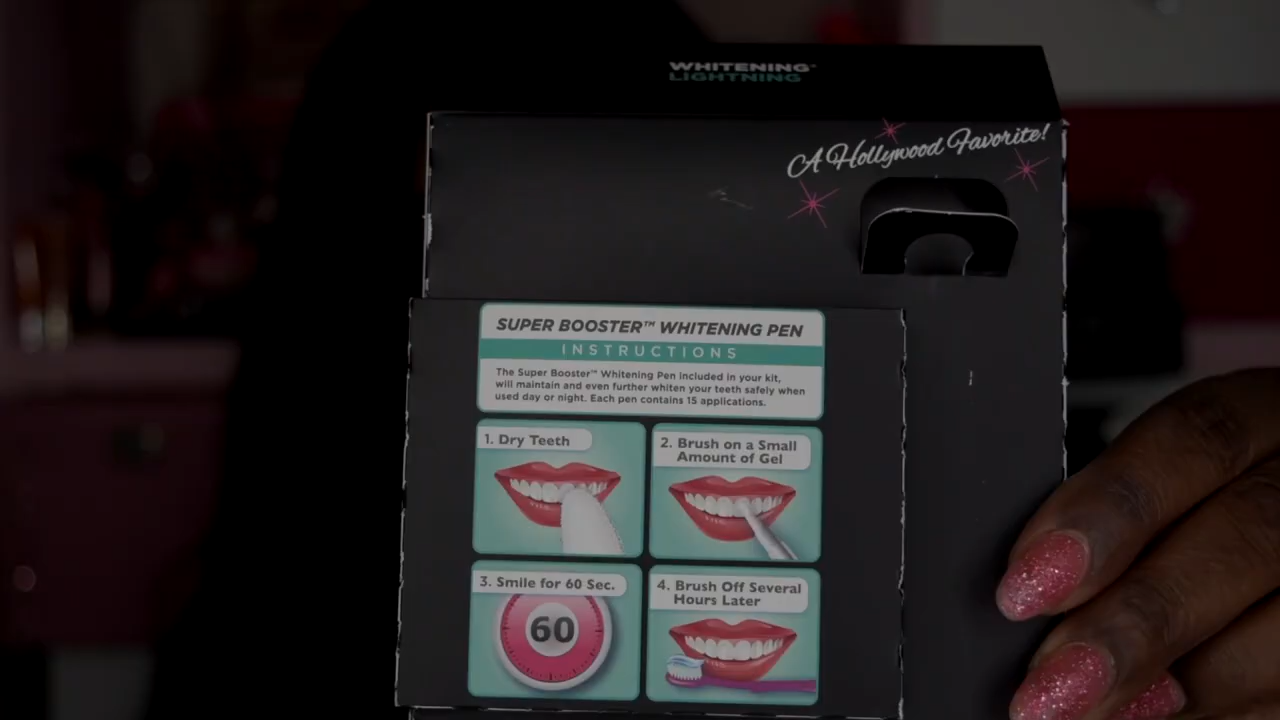 WHITENING™
LIGHTNING
A Hollywood Favorite!
SUPER BOOSTER™ WHITENING PEN
INSTRUCTIONS
The Super Booster™ Whitening Pen included in your kit,
will maintain and even further whiten your teeth safely when
used day or night. Each pen contains 15 applications.
1. Dry Teeth
2. Brush on a Small
Amount of Gel
3. Smile for 60 Sec.
60
4. Brush Off Several
Hours Later